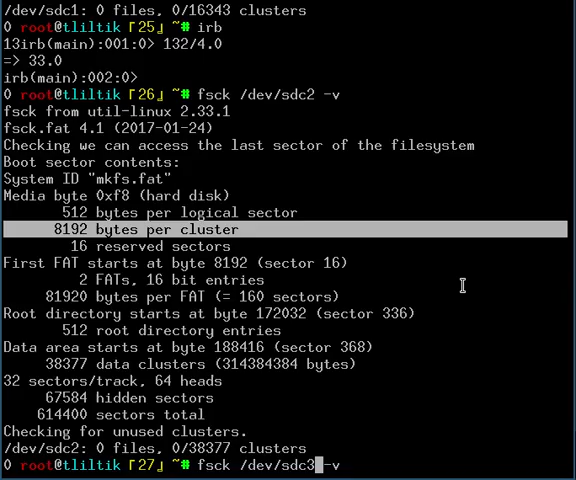 /dev/sdc1: 0 files, 0/16343 clusters
0 root@tliltik 『25』 ~# irb
13irb(main):001:0> 132/4.0
=> 33.0
irb(main):002:0>
0 root@tliltik 『26』 ~# fsck /dev/sdc2 -v
fsck from util-linux 2.33.1
fsck.fat 4.1 (2017-01-24)
Checking we can access the last sector of the filesystem
Boot sector contents:
System ID "mkfs.fat"
Media byte 0xf8 (hard disk)
512 bytes per logical sector
8192 bytes per cluster
16 reserved sectors
First FAT starts at byte 8192 (sector 16)
2 FATs, 16 bit entries
81920 bytes per FAT (= 160 sectors)
Root directory starts at byte 172032 (sector 336)
512 root directory entries
Data area starts at byte 188416 (sector 368)
38377 data clusters (314384384 bytes)
32 sectors/track, 64 heads
67584 hidden sectors
614400 sectors total
Checking for unused clusters.
/dev/sdc2: 0 files, 0/38377 clusters
0 root@tliltik 『27』 ~# fsck /dev/sdc3 -v